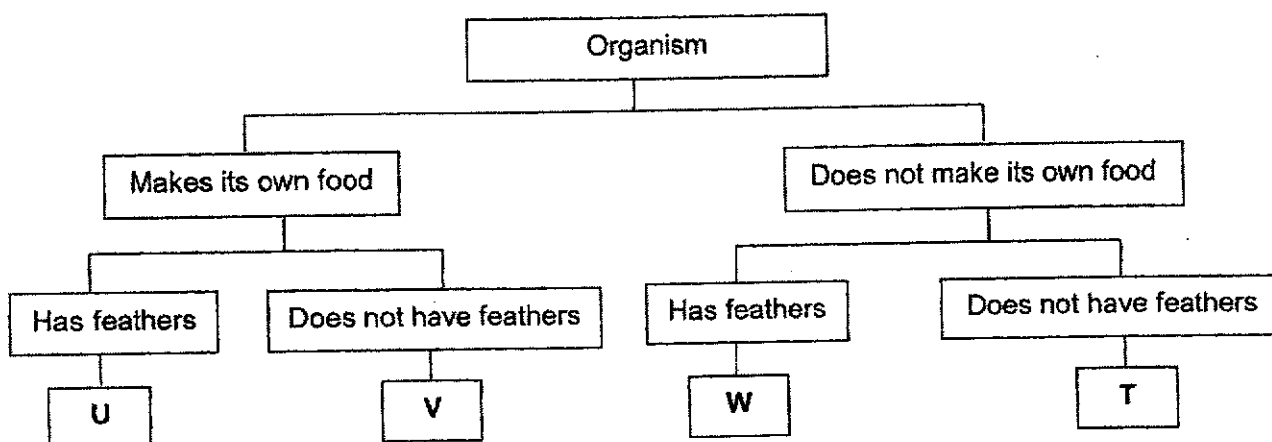 Organism
Makes its own food
Does not make its own food
Has feathers
Does not have feathers
Has feathers
Does not have feathers
U
V
W
T